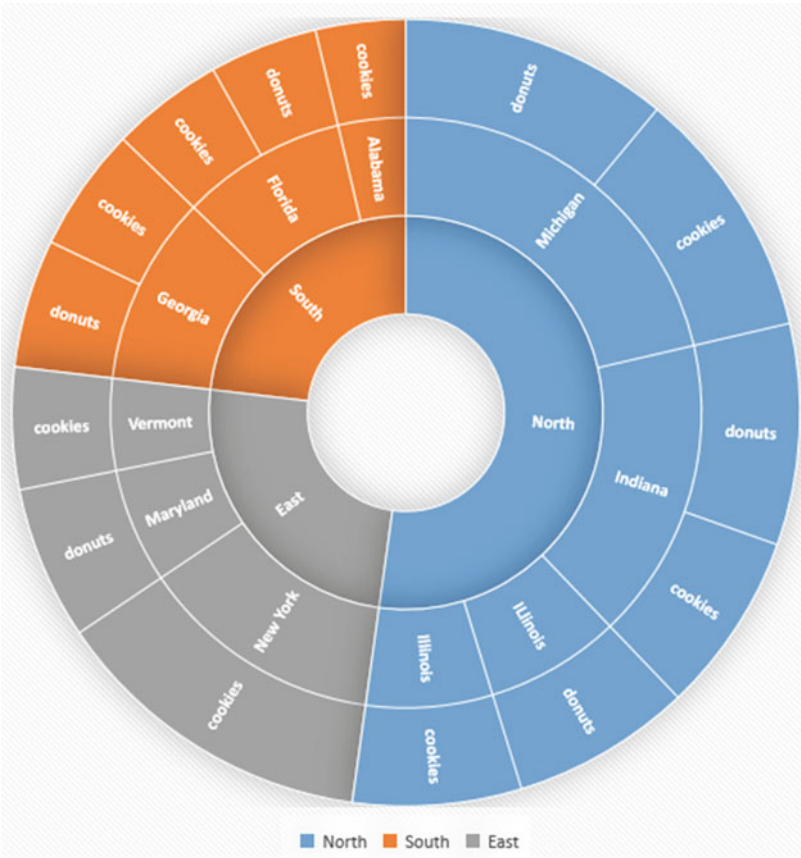 donuts
cookies
Michigan
donuts
cookies
Indiana
North
donuts
ILlinois
cookies
Illinois
cookies
New York
East
donuts
Maryland
cookies
Vermont
donuts
Georgia
cookies
South
cookies
Florida
donuts
cookies
Alabama
North South East